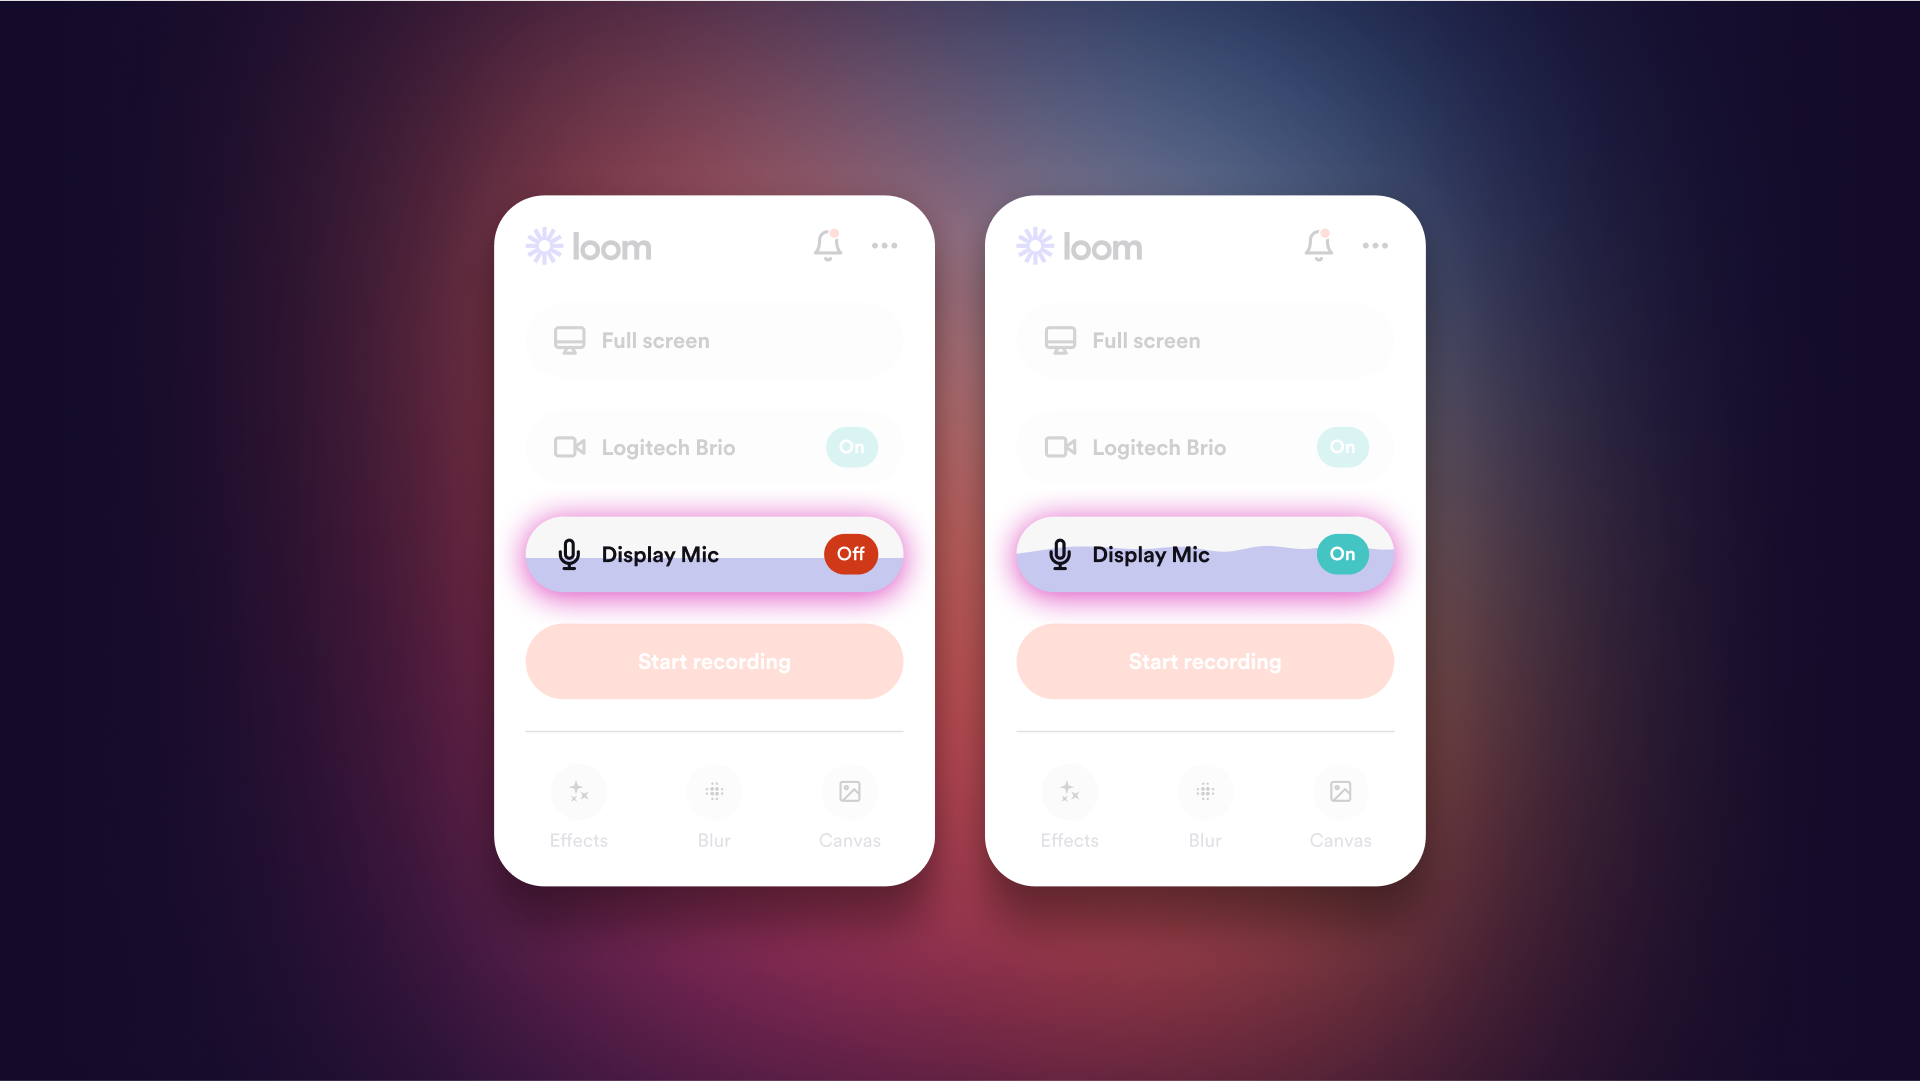 loom
Full screen
Logitech Brio On
Display Mic Off
Start recording
Effects Blur Canvas
loom
Full screen
Logitech Brio On
Display Mic On
Start recording
Effects Blur Canvas